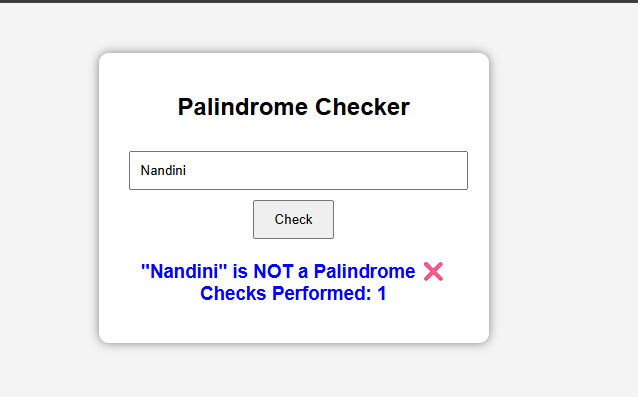 Palindrome Checker
Nandini
Check
"Nandini" is NOT a Palindrome ❌
Checks Performed: 1